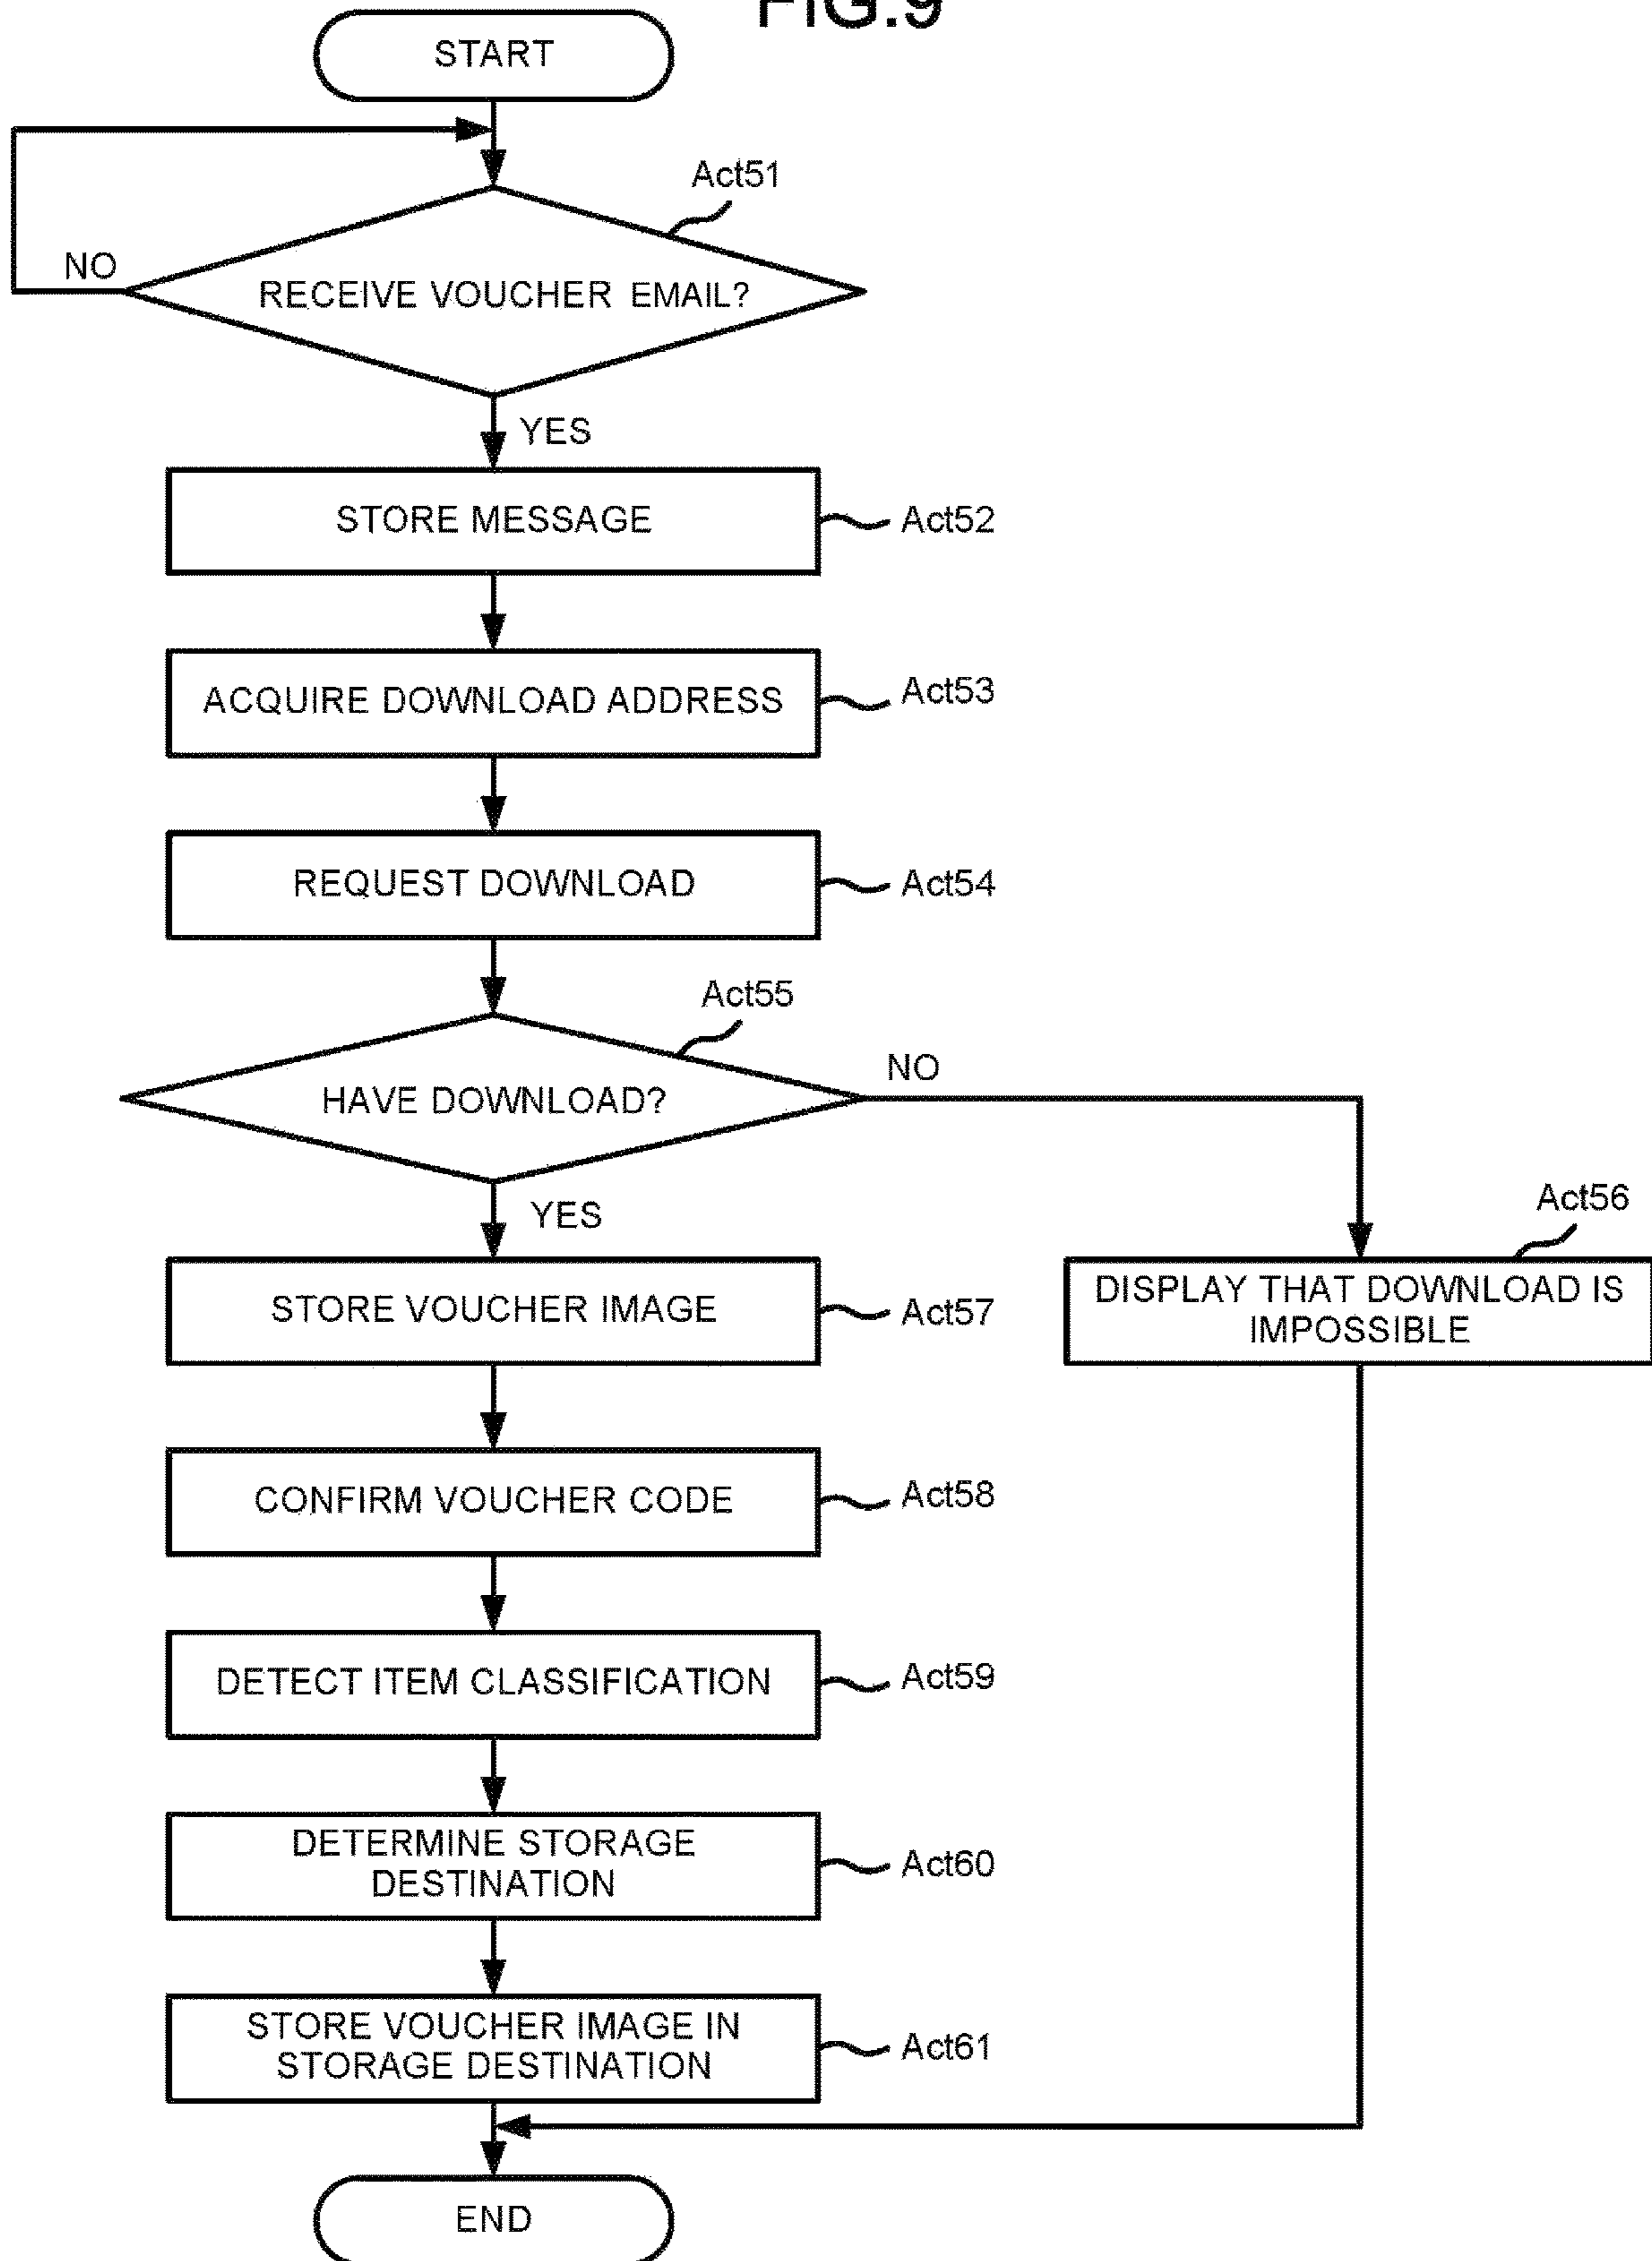 FIG.9
START
Act51
NO
RECEIVE VOUCHER EMAIL?
YES
STORE MESSAGE
Act52
ACQUIRE DOWNLOAD ADDRESS
Act53
REQUEST DOWNLOAD
Act54
Act55
HAVE DOWNLOAD?
NO
YES
Act56
DISPLAY THAT DOWNLOAD IS
IMPOSSIBLE
STORE VOUCHER IMAGE
Act57
CONFIRM VOUCHER CODE
Act58
DETECT ITEM CLASSIFICATION
Act59
DETERMINE STORAGE
DESTINATION
Act60
STORE VOUCHER IMAGE IN
STORAGE DESTINATION
Act61
END